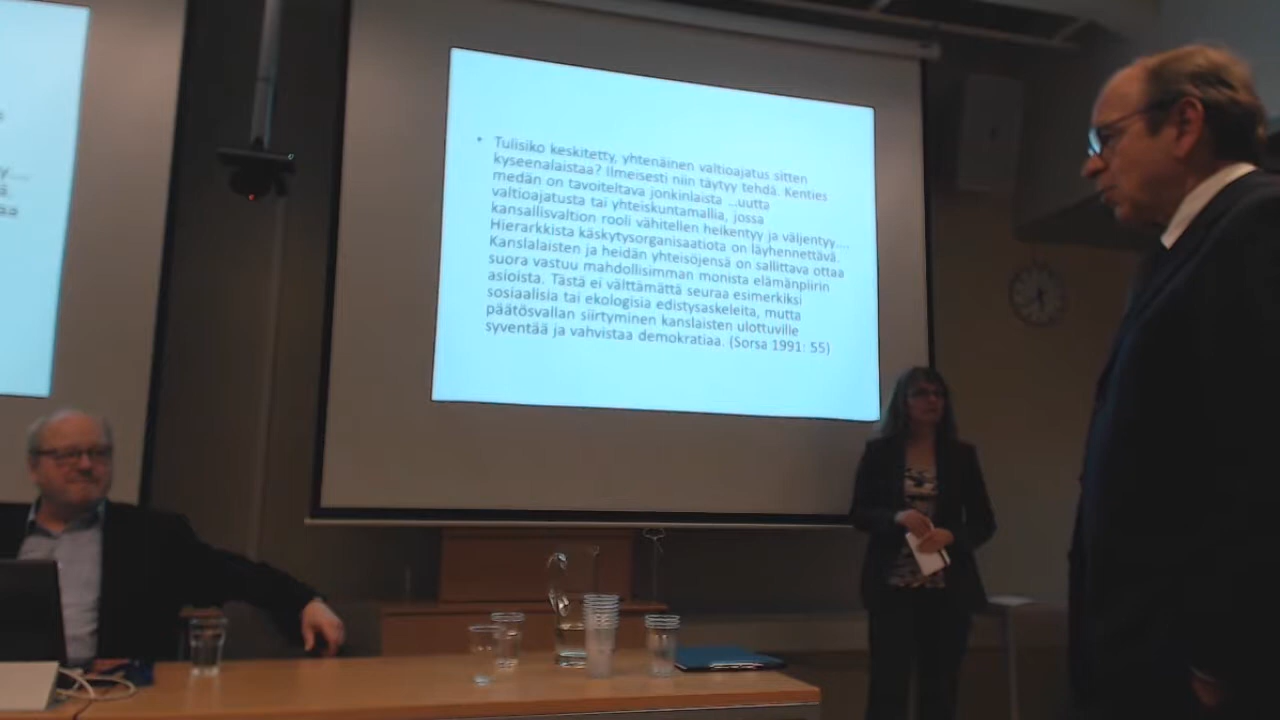 • Tulisiko keskitetty, yhtenäinen valtioajatus sitten
kyseenalaistaa? Ilmeisesti niin täytyy tehdä. Kenties
medän on tavoiteltava jonkinlaista ...uutta
valtioajatusta tai yhteiskuntamallia, jossa
kansallisvaltion rooli vähitellen heikentyy ja väljentyy....
Hierarkkista käskytysorganisaatiota on läyhennettävä.
Kanslalaisten ja heidän yhteisöjensä on sallittava ottaa
suora vastuu mahdollisimman monista elämänpiirin
asioista. Tästä ei välttämättä seuraa esimerkiksi
sosiaalisia tai ekologisia edistysaskeleita, mutta
päätösvallan siirtyminen kanslaisten ulottuville
syventää ja vahvistaa demokratiaa. (Sorsa 1991: 55)